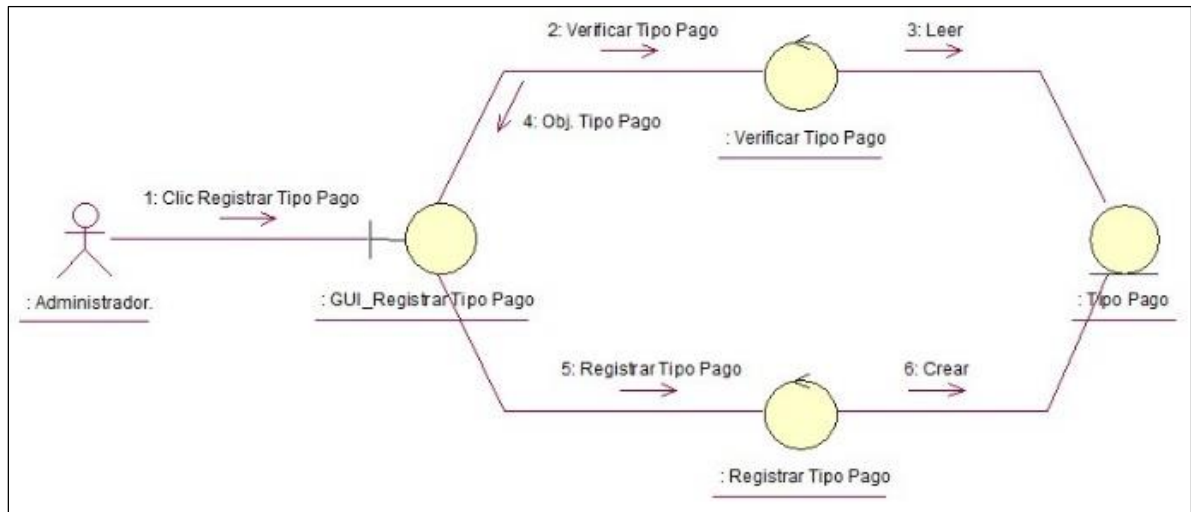 2: Verificar Tipo Pago
3: Leer
4: Obj. Tipo Pago
: Verificar Tipo Pago
1: Clic Registrar Tipo Pago
: Administrador.
: GUI_Registrar Tipo Pago
: Tipo Pago
5: Registrar Tipo Pago
6: Crear
: Registrar Tipo Pago